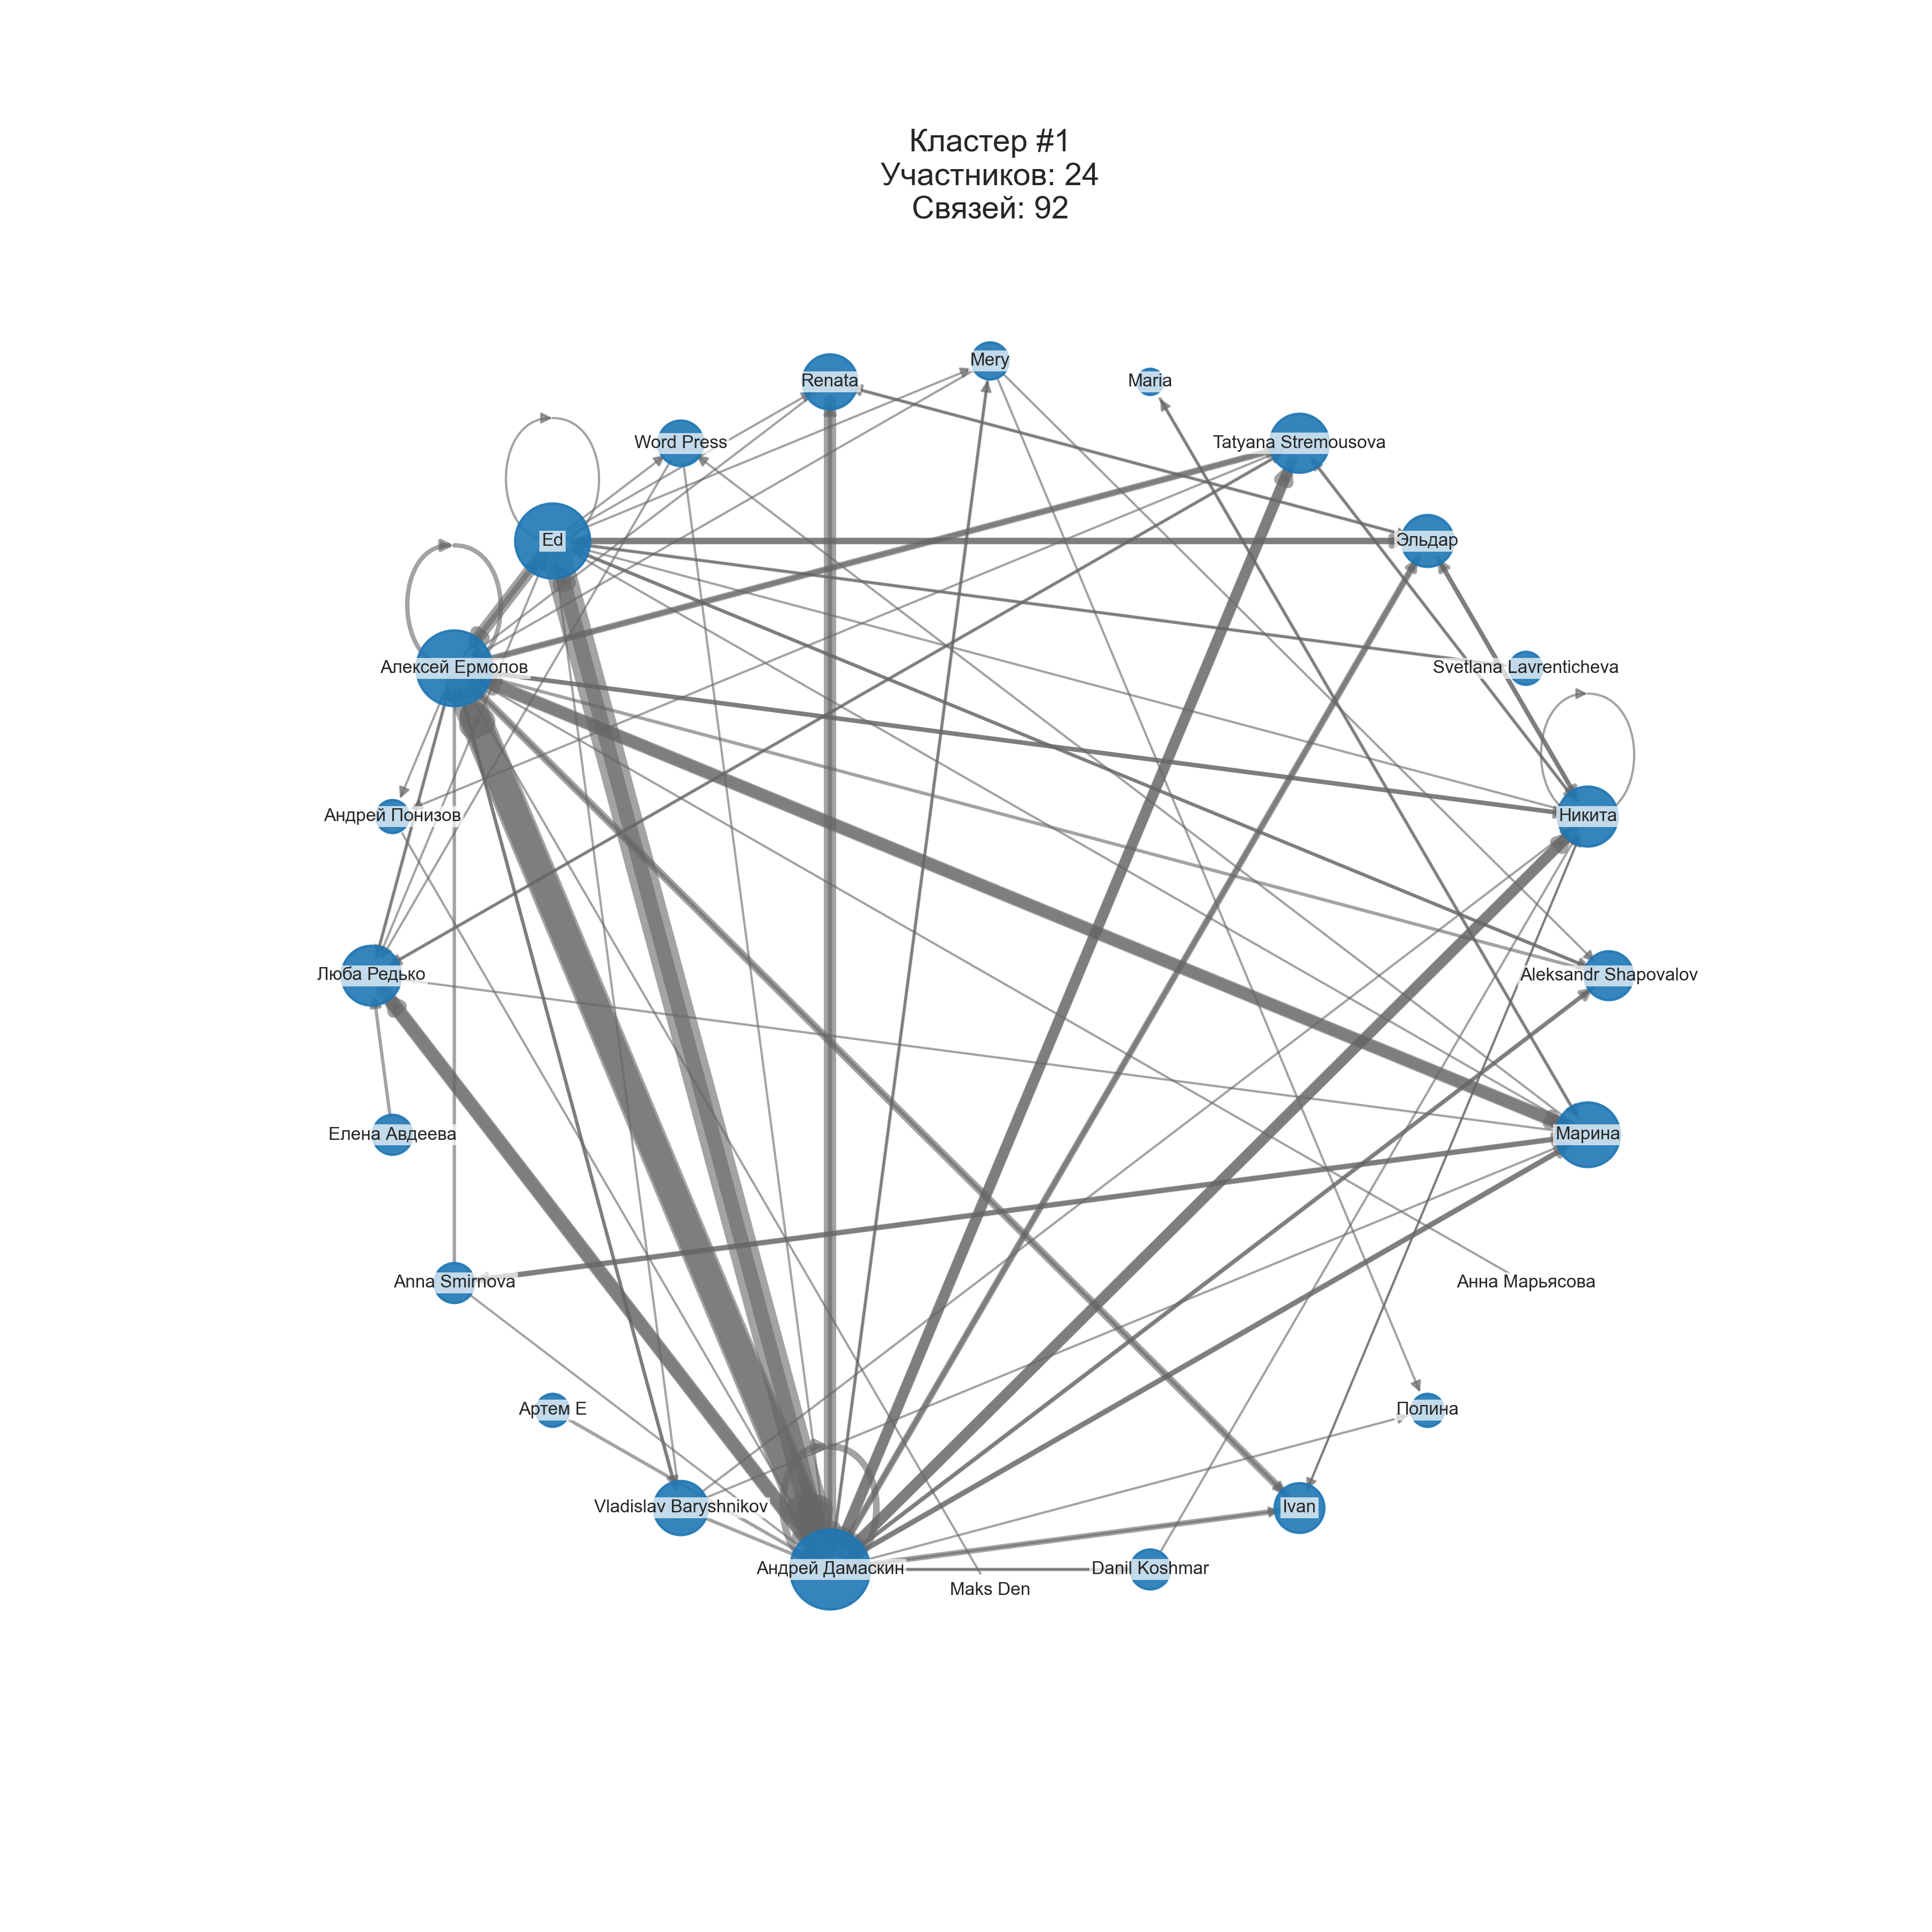 Кластер #1
Участников: 24
Связей: 92
Mery
Renata
Maria
Word Press
Tatyana Stremousova
Ed
Эльдар
Алексей Ермолов
Svetlana Lavrenticheva
Андрей Понизов
Никита
Люба Редько
Aleksandr Shapovalov
Елена Авдеева
Марина
Anna Smirnova
Анна Марьясова
Артем Е
Полина
Vladislav Baryshnikov
Ivan
Андрей Дамаскин
Danil Koshmar
Maks Den